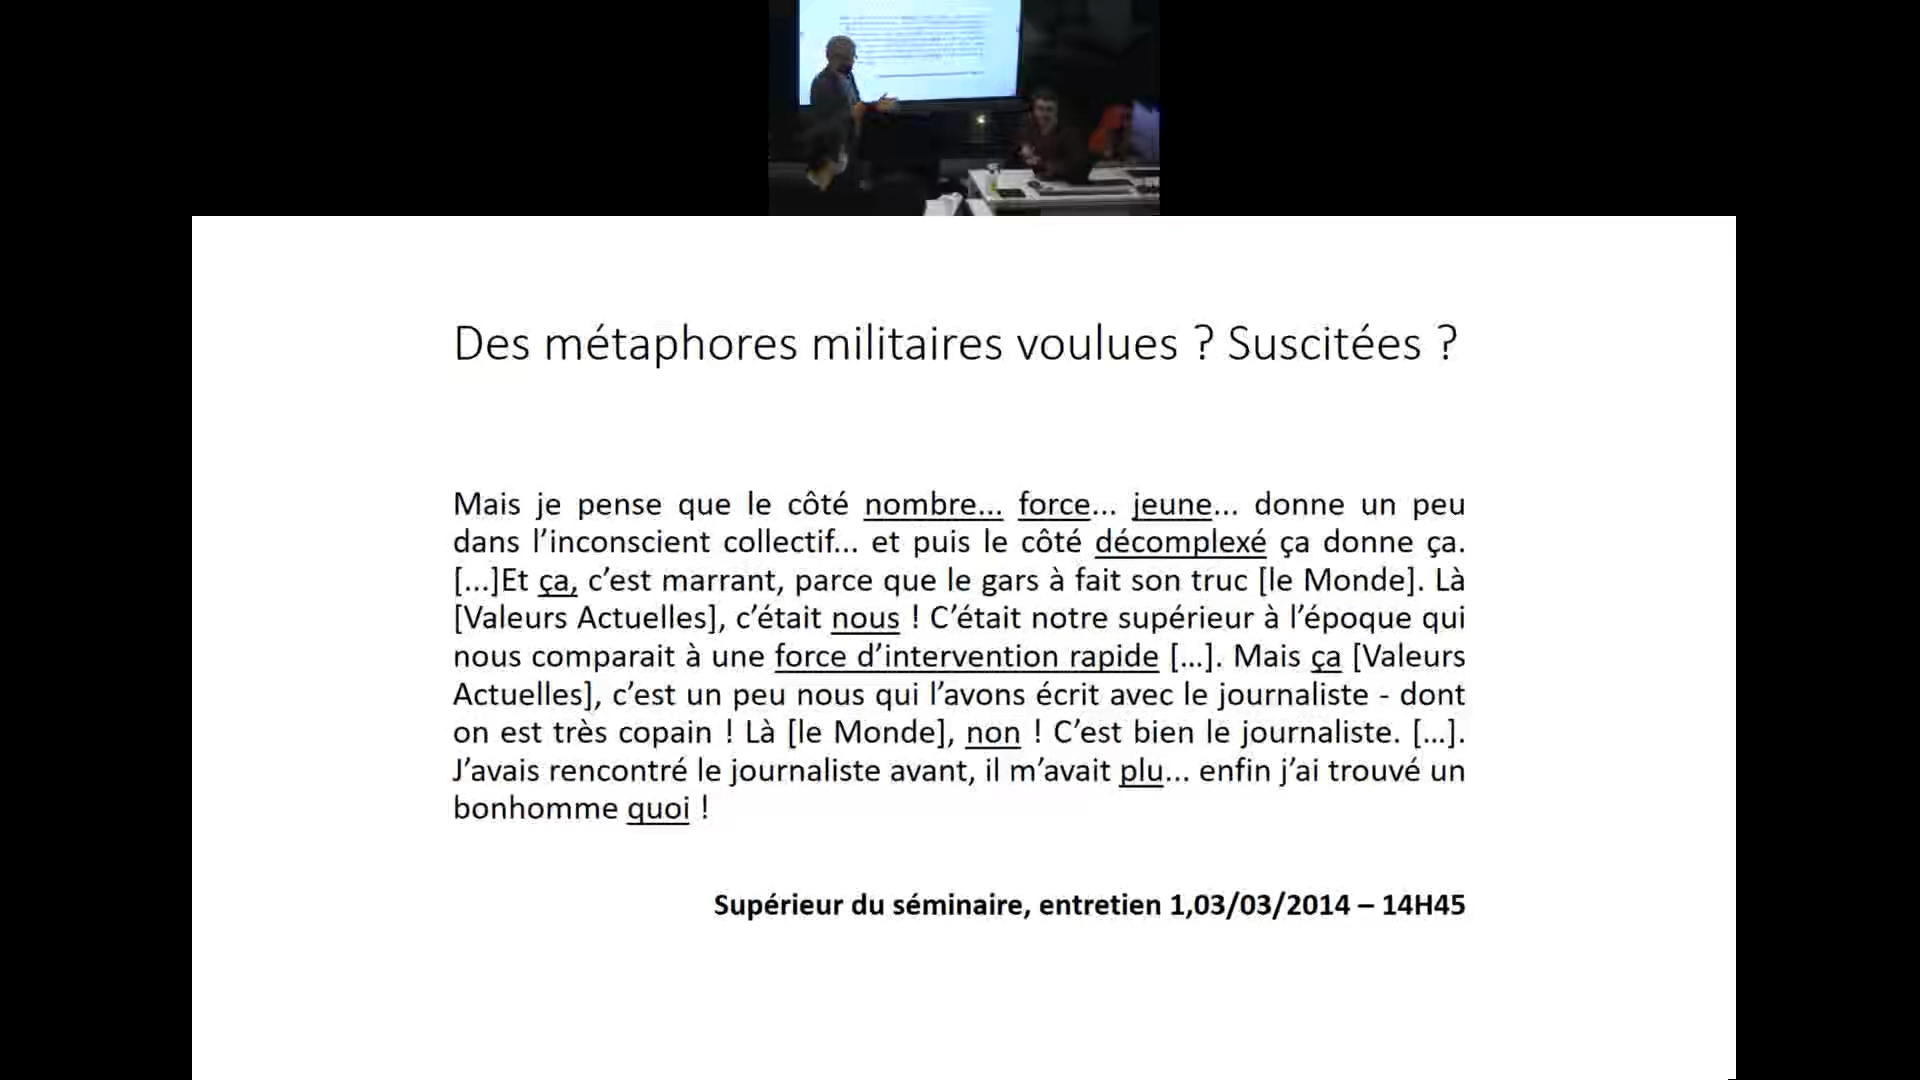 Des métaphores militaires voulues ? Suscitées ?
Mais je pense que le côté nombre... force... jeune... donne un peu
dans l’inconscient collectif... et puis le côté décomplexé ça donne ça.
[...]Et ça, c’est marrant, parce que le gars à fait son truc [le Monde]. Là
[Valeurs Actuelles], c’était nous ! C’était notre supérieur à l’époque qui
nous comparait à une force d’intervention rapide [...]. Mais ça [Valeurs
Actuelles], c’est un peu nous qui l’avons écrit avec le journaliste - dont
on est très copain ! Là [le Monde], non ! C’est bien le journaliste. [...].
J’avais rencontré le journaliste avant, il m’avait plu... enfin j’ai trouvé un
bonhomme quoi !
Supérieur du séminaire, entretien 1,03/03/2014 – 14H45